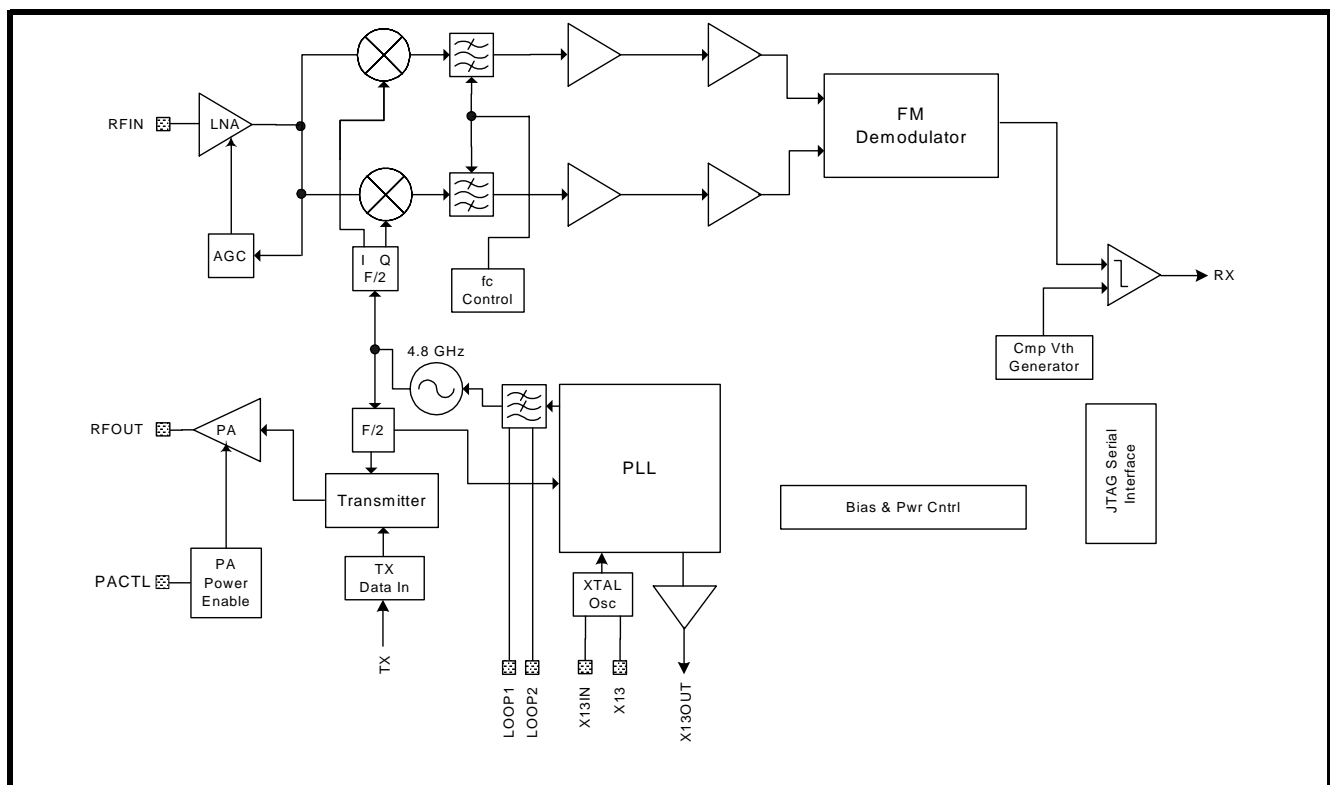 RFIN
LNA
FM
Demodulator
AGC
I Q
F/2
fc
Control
RX
Cmp Vth
Generator
4.8 GHz
RFOUT
PA
F/2
PLL
JTAG Serial
Interface
Transmitter
Bias & Pwr Cntrl
PACTL
PA
Power
Enable
TX
Data In
XTAL
Osc
TX
LOOP1
LOOP2
X13IN
X13
X13OUT